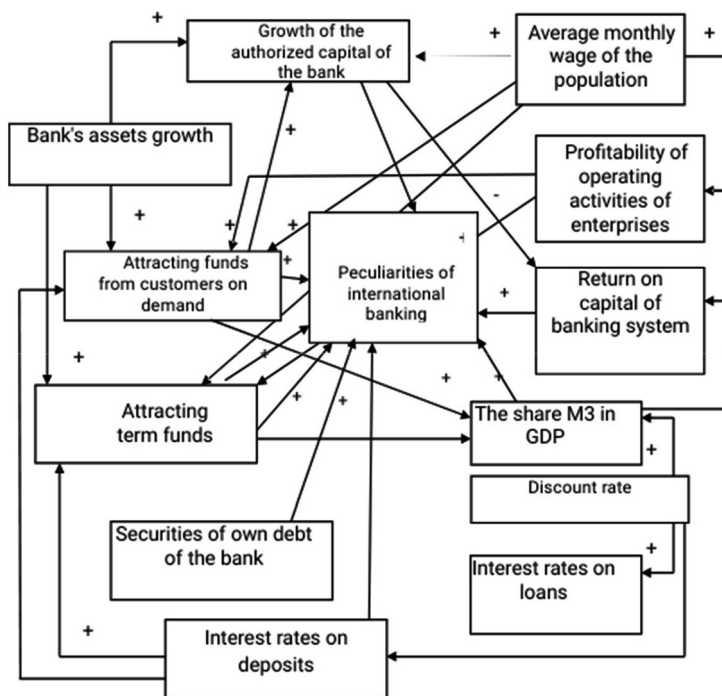 Growth of the
authorized capital of
the bank
Average monthly
wage of the
population
Bank's assets growth
Profitability of
operating
activities of
enterprises
Attracting funds
from customers on
demand
Peculiarities of
international
banking
Return on
capital of
banking system
Attracting
term funds
The share M3 in
GDP
Discount rate
Securities of own debt
of the bank
Interest rates on
loans
Interest rates on
deposits
+
+
+
+
+
+
+
-
+
+
+
+
+
+
+
+
+
+
+